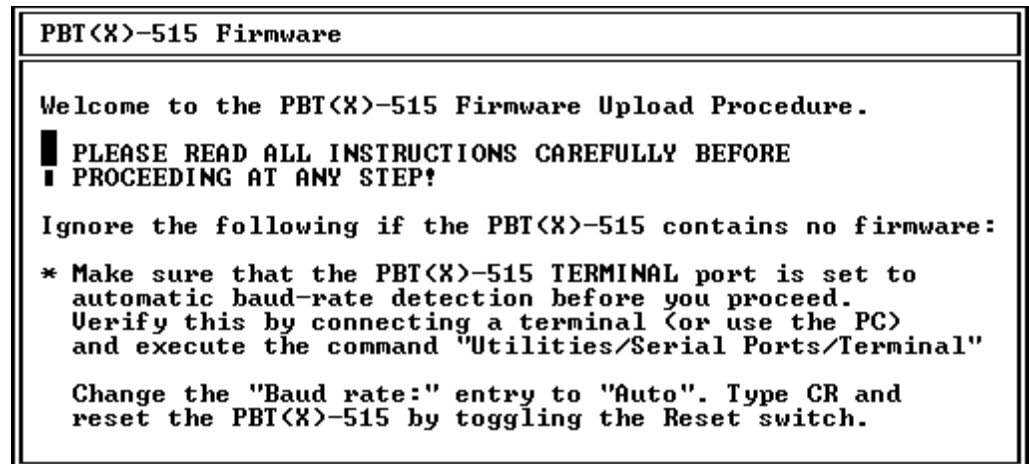 PBT(X)-515 Firmware
Welcome to the PBT(X)-515 Firmware Upload Procedure.
PLEASE READ ALL INSTRUCTIONS CAREFULLY BEFORE
PROCEEDING AT ANY STEP!
Ignore the following if the PBT(X)-515 contains no firmware:
* Make sure that the PBT(X)-515 TERMINAL port is set to
automatic baud-rate detection before you proceed.
Verify this by connecting a terminal (or use the PC)
and execute the command "Utilities/Serial Ports/Terminal"
Change the "Baud rate:" entry to "Auto". Type CR and
reset the PBT(X)-515 by toggling the Reset switch.